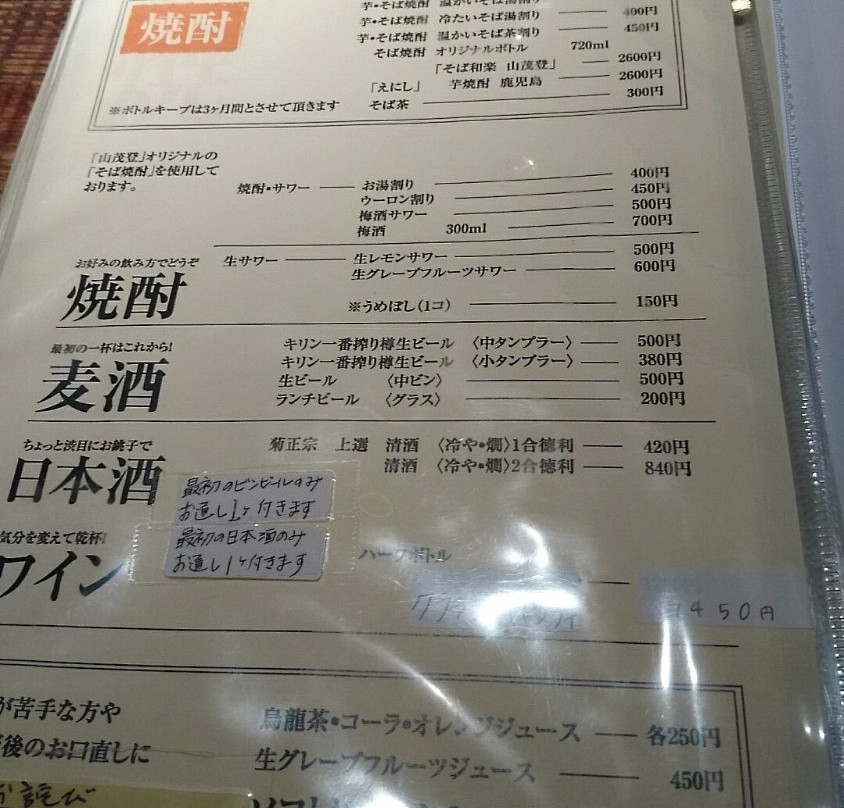 焼酎
芋・そば焼酎 温かいそば湯割り
芋・そば焼酎 冷たいそば湯割り 400円
芋・そば焼酎 温かいそば茶割り 450円
そば焼酎 オリジナルボトル 720ml
「そば和楽 山茂登」 2600円
「えにし」 芋焼酎 鹿児島 2600円
※ボトルキープは3ヶ月間とさせて頂きます そば茶 300円
「山茂登」オリジナルの
「そば焼酎」を使用して
おります。
焼酎・サワー お湯割り 400円
ウーロン割り 450円
梅酒サワー 500円
梅酒 300ml 700円
お好みの飲み方でどうぞ
焼酎
生サワー 生レモンサワー 500円
生グレープフルーツサワー 600円
※うめぼし(1コ) 150円
最初の一杯はこれから!
麦酒
キリン一番搾り樽生ビール 〈中タンブラー〉 500円
キリン一番搾り樽生ビール 〈小タンブラー〉 380円
生ビール 〈中ビン〉 500円
ランチビール 〈グラス〉 200円
ちょっと渋目にお銚子で
日本酒
菊正宗 上選 清酒 〈冷や・燗〉1合徳利 420円
清酒 〈冷や・燗〉2合徳利 840円
最初のビンビールのみ
お通し1ヶ付きます
最初の日本酒のみ
お通し1ヶ付きます
気分を変えて乾杯!
ワイン
ハーフボトル
450円
が苦手な方や
後のお口直しに
烏龍茶・コーラ・オレンジジュース 各250円
生グレープフルーツジュース 450円
お詫び